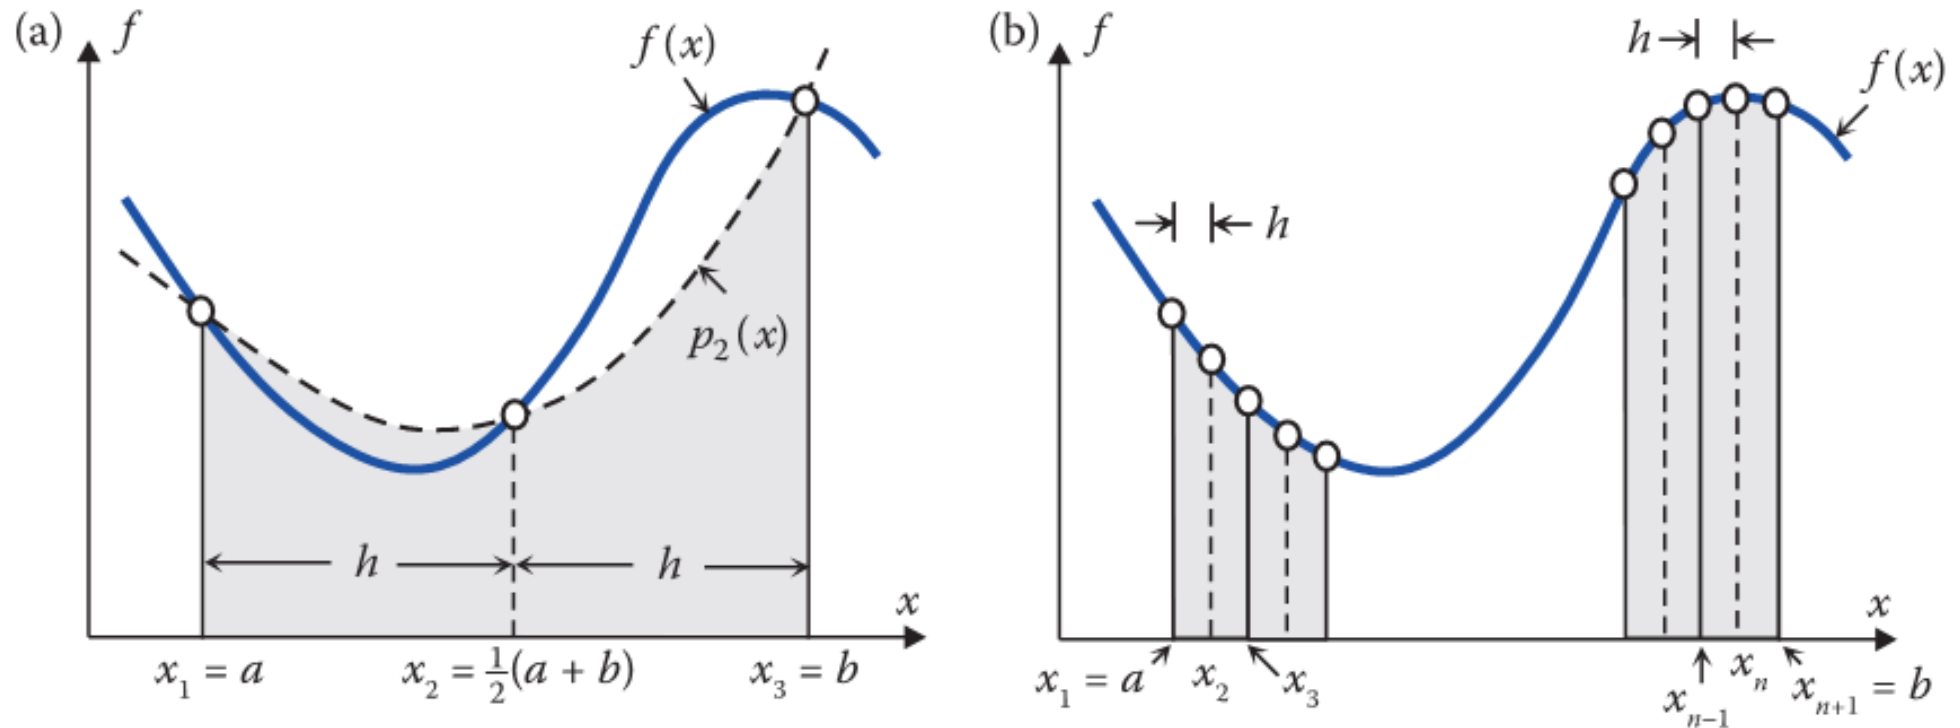 (a)
f
f(x)
p₂(x)
h
h
x
x₁ = a
x₂ = ½(a + b)
x₃ = b
(b)
f
h
f(x)
h
x
x₁ = a
x₂
x₃
xₙ₋₁
xₙ
xₙ₊₁ = b